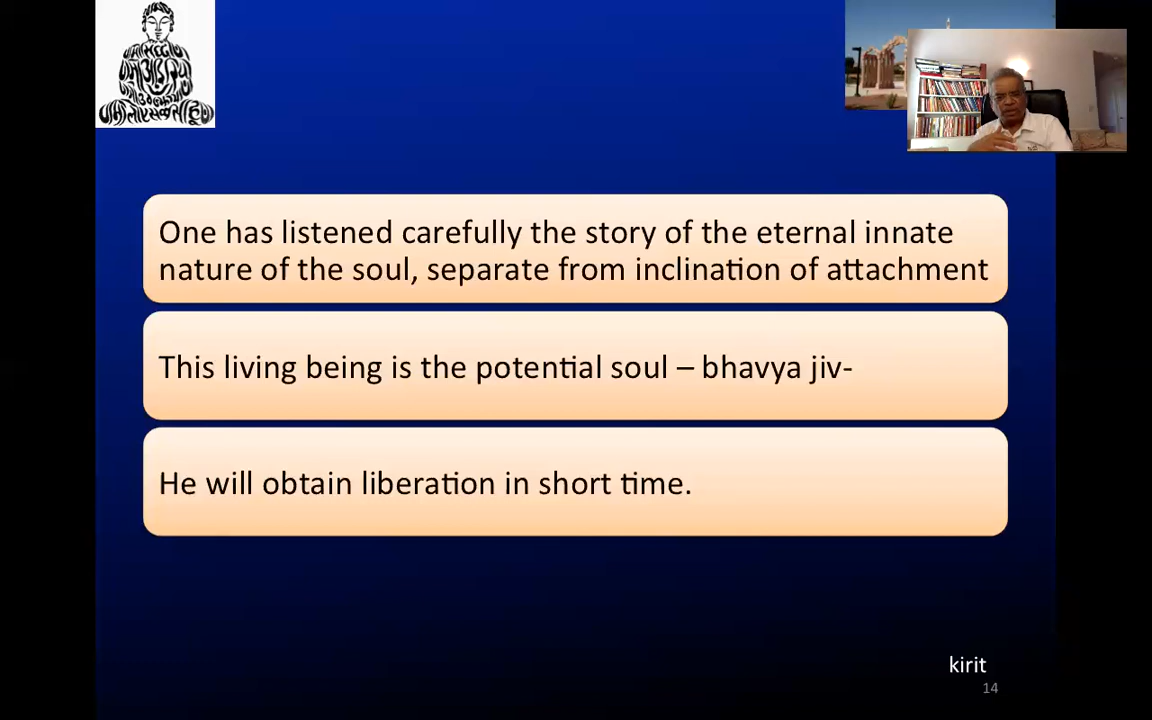 One has listened carefully the story of the eternal innate
nature of the soul, separate from inclination of attachment
This living being is the potential soul – bhavya jiv-
He will obtain liberation in short time.
kirit
14